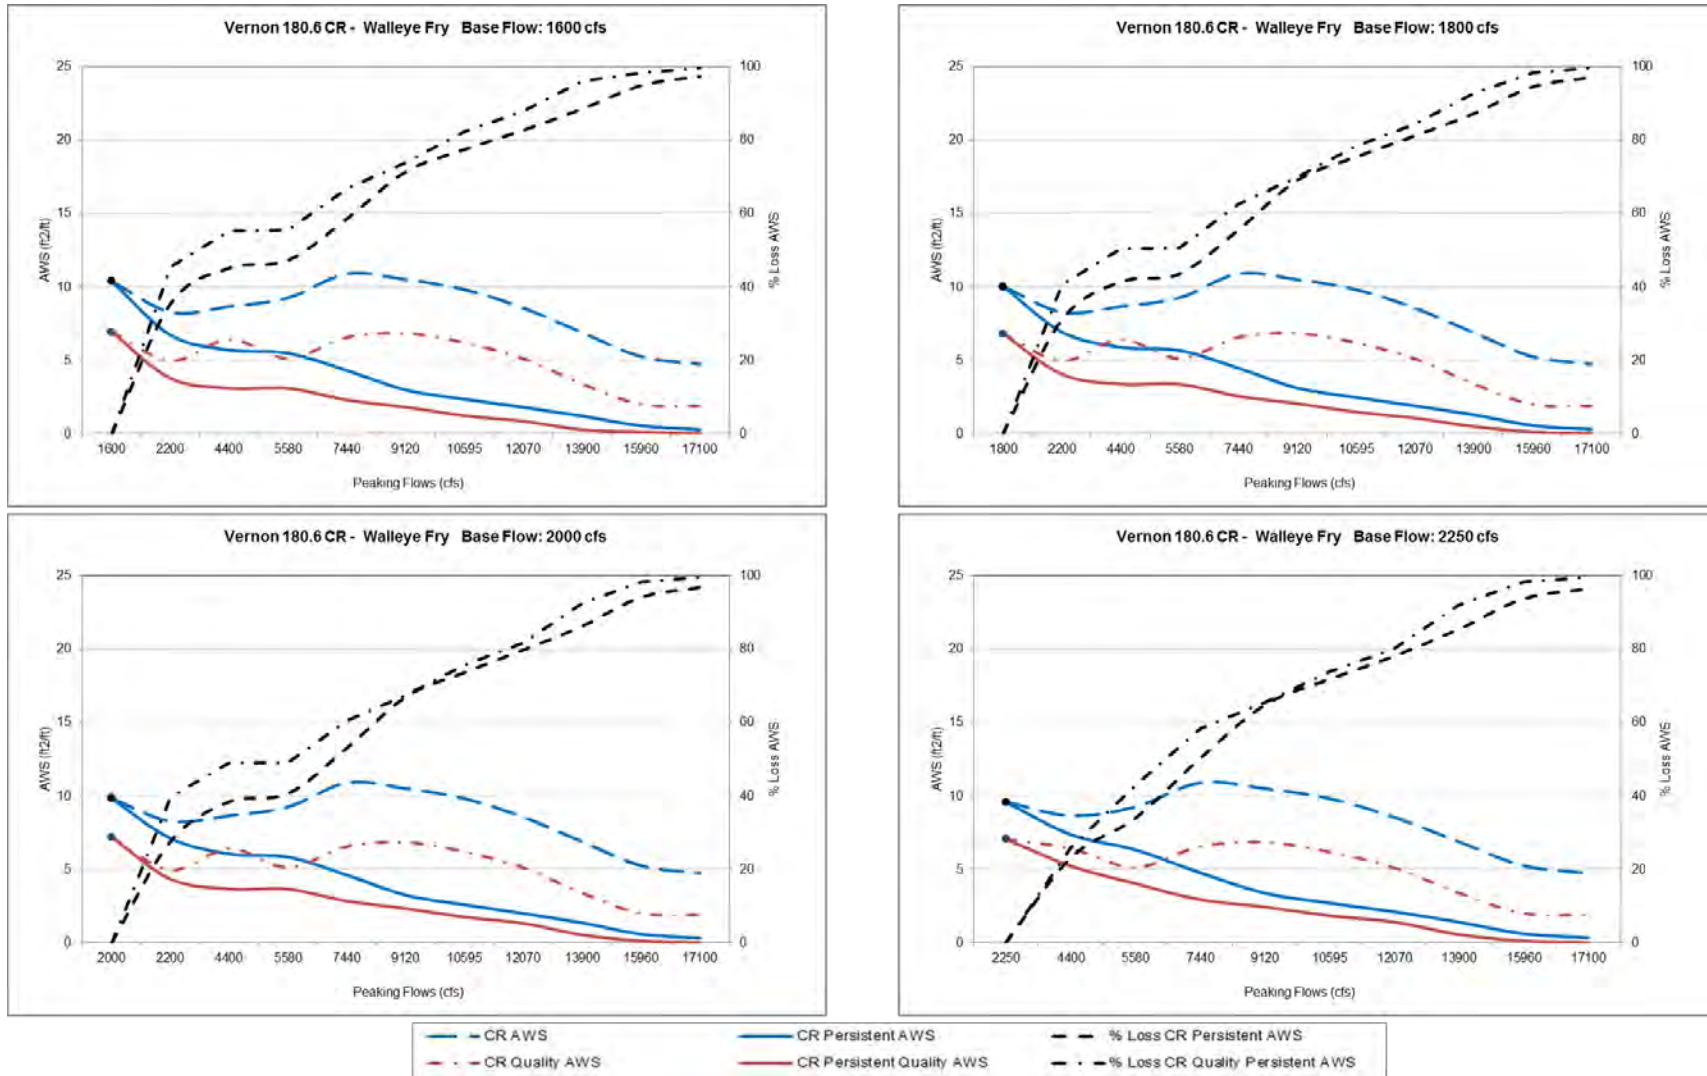 Vernon 180.6 CR - Walleye Fry Base Flow: 1600 cfs
25
20
15
10
5
0
AWS (ft2/ft)
100
80
60
40
20
0
% Loss AWS
1600 2200 4400 5580 7440 9120 10595 12070 13900 15960 17100
Peaking Flows (cfs)
Vernon 180.6 CR - Walleye Fry Base Flow: 1800 cfs
25
20
15
10
5
0
AWS (ft2/ft)
100
80
60
40
20
0
% Loss AWS
1800 2200 4400 5580 7440 9120 10595 12070 13900 15960 17100
Peaking Flows (cfs)
Vernon 180.6 CR - Walleye Fry Base Flow: 2000 cfs
25
20
15
10
5
0
AWS (ft2/ft)
100
80
60
40
20
0
% Loss AWS
2000 2200 4400 5580 7440 9120 10595 12070 13900 15960 17100
Peaking Flows (cfs)
Vernon 180.6 CR - Walleye Fry Base Flow: 2250 cfs
25
20
15
10
5
0
AWS (ft2/ft)
100
80
60
40
20
0
% Loss AWS
2250 4400 5580 7440 9120 10595 12070 13900 15960 17100
Peaking Flows (cfs)
CR AWS CR Persistent AWS % Loss CR Persistent AWS
CR Quality AWS CR Persistent Quality AWS % Loss CR Quality Persistent AWS